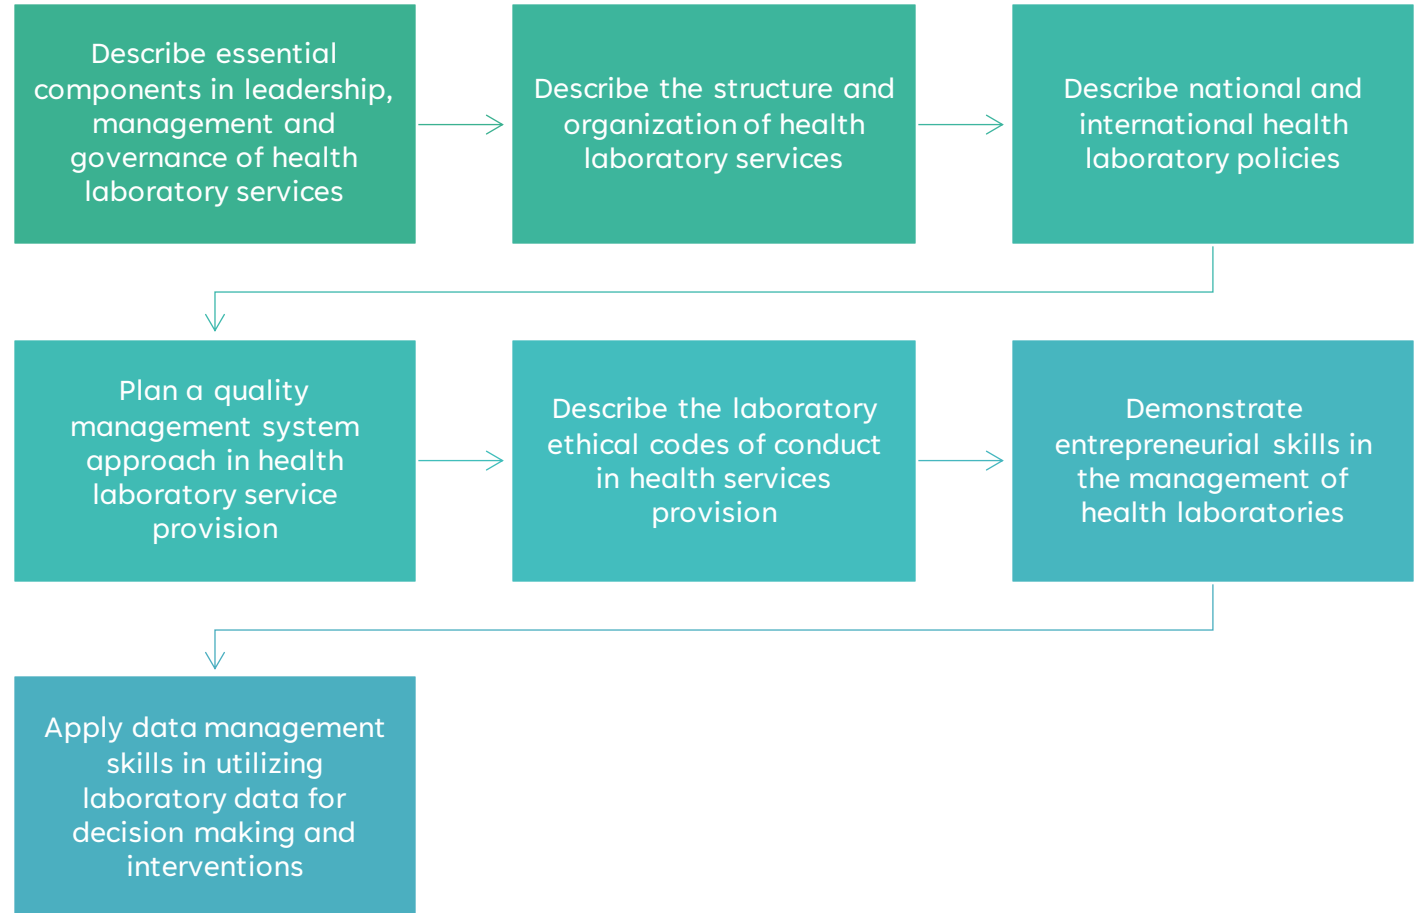 Describe essential
components in leadership,
management and
governance of health
laboratory services
Describe the structure and
organization of health
laboratory services
Describe national and
international health
laboratory policies
Plan a quality
management system
approach in health
laboratory service
provision
Describe the laboratory
ethical codes of conduct
in health services
provision
Demonstrate
entrepreneurial skills in
the management of
health laboratories
Apply data management
skills in utilizing
laboratory data for
decision making and
interventions